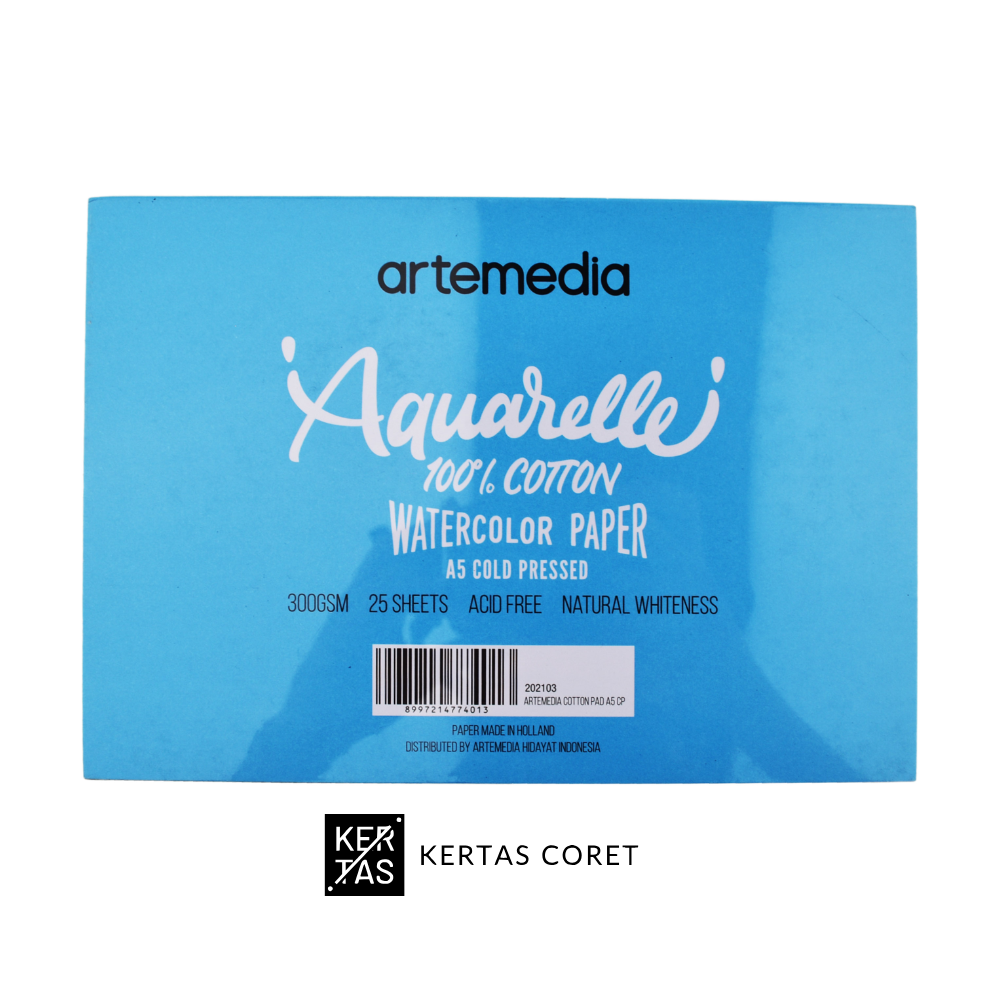 artemedia
Aquarelle
100% COTTON
WATERCOLOR PAPER
A5 COLD PRESSED
300GSM 25 SHEETS ACID FREE NATURAL WHITENESS
202103
8997214774013 ARTEMEDIA COTTON PAD A5 CP
PAPER MADE IN HOLLAND
DISTRIBUTED BY ARTEMEDIA HIDAYAT INDONESIA
KER
TAS
KERTAS CORET